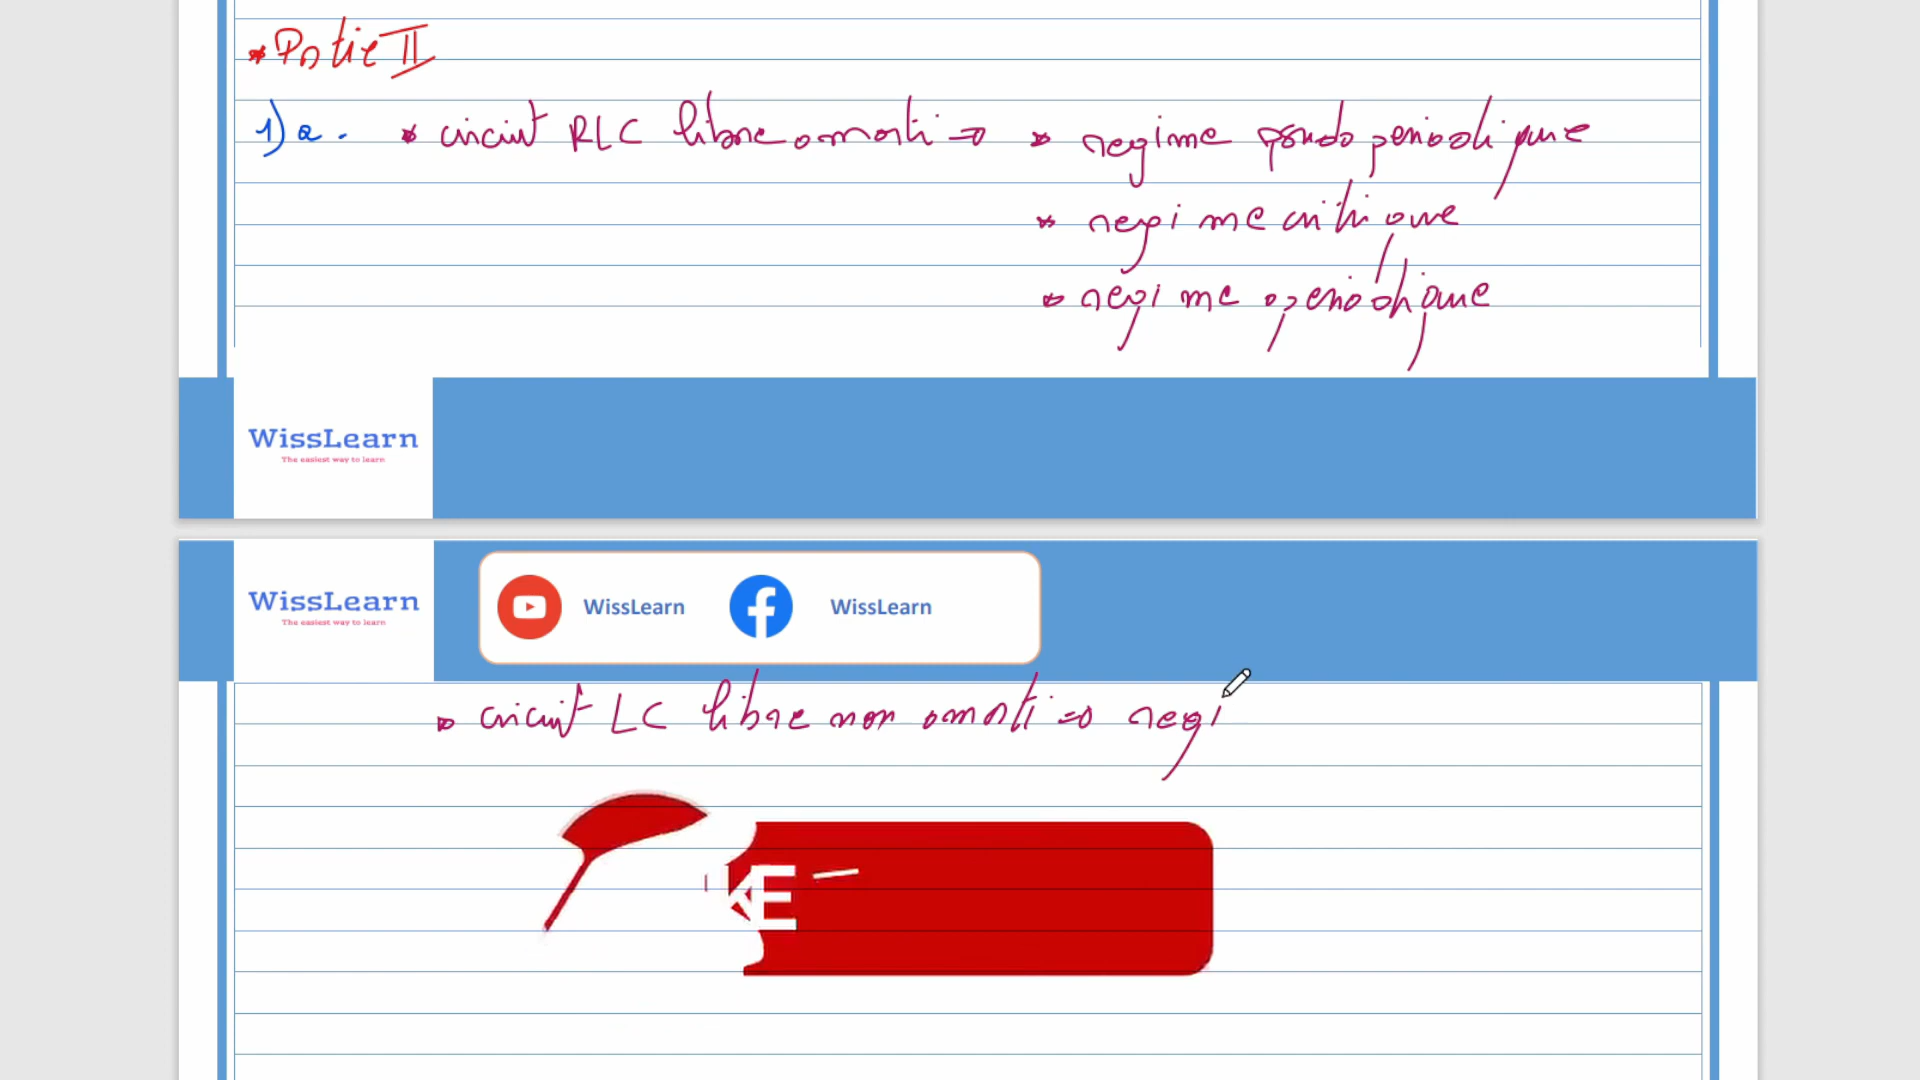 * Partie II
1) a. * circuit RLC libre amorti => * regime pseudo periodique
* regime critique
* regime aperiodique
WissLearn
The easiest way to learn
WissLearn
The easiest way to learn
WissLearn WissLearn
* circuit LC libre non amorti => regi
KE